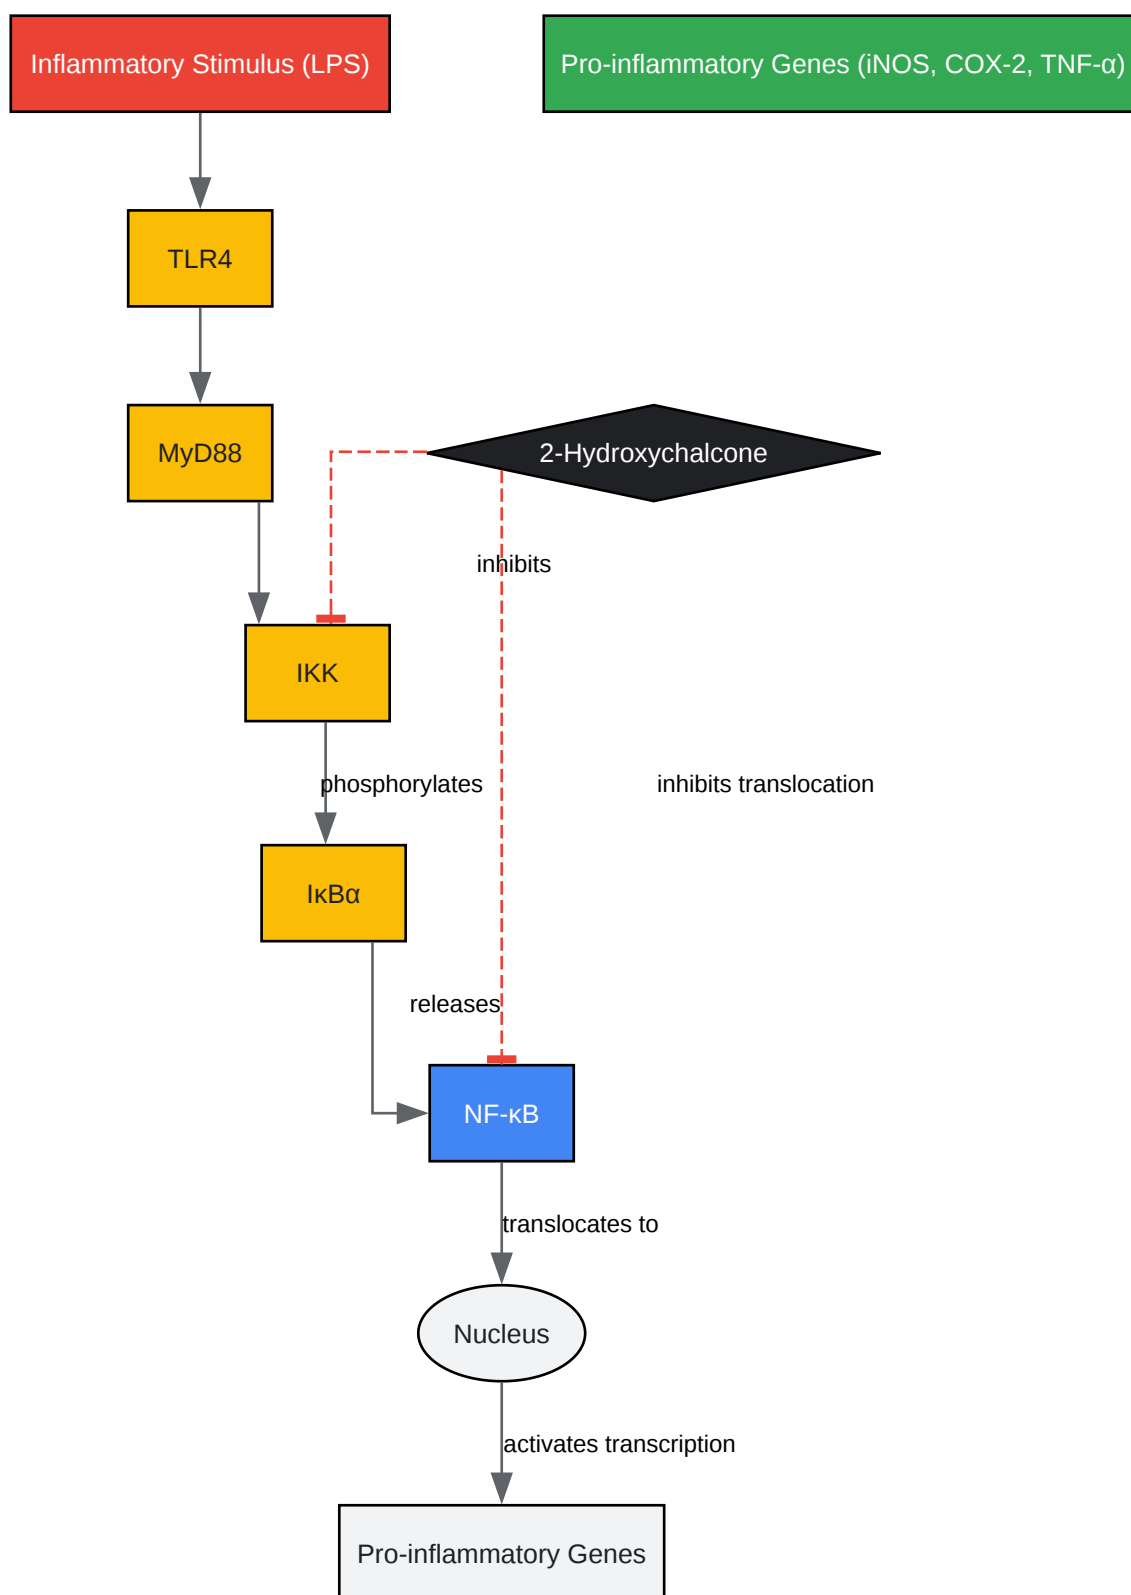 Inflammatory Stimulus (LPS)
Pro-inflammatory Genes (iNOS, COX-2, TNF-α)
TLR4
MyD88
2-Hydroxychalcone
inhibits
IKK
phosphorylates
inhibits translocation
IκBα
releases
NF-κB
translocates to
Nucleus
activates transcription
Pro-inflammatory Genes